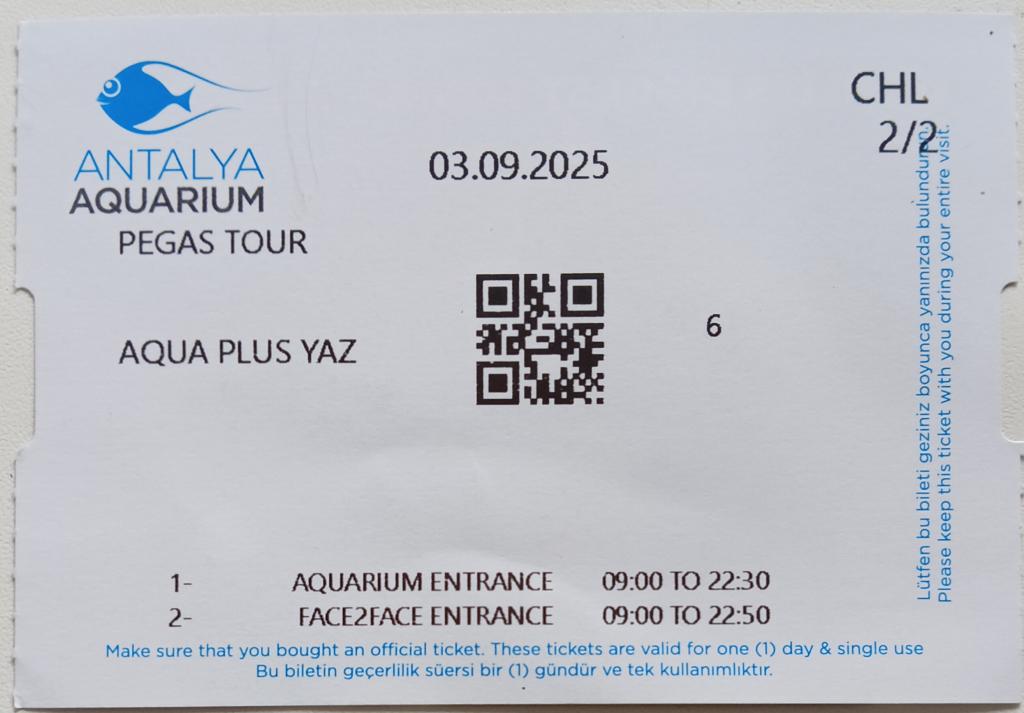 ANTALYA
AQUARIUM
PEGAS TOUR
03.09.2025
CHL
2/2
AQUA PLUS YAZ
6
Lütfen bu bileti geziniz boyunca yanınızda bulundurun.
Please keep this ticket with you during your entire visit.
1- AQUARIUM ENTRANCE 09:00 TO 22:30
2- FACE2FACE ENTRANCE 09:00 TO 22:50
Make sure that you bought an official ticket. These tickets are valid for one (1) day & single use
Bu biletin geçerlilik süersi bir (1) gündür ve tek kullanımlıktır.